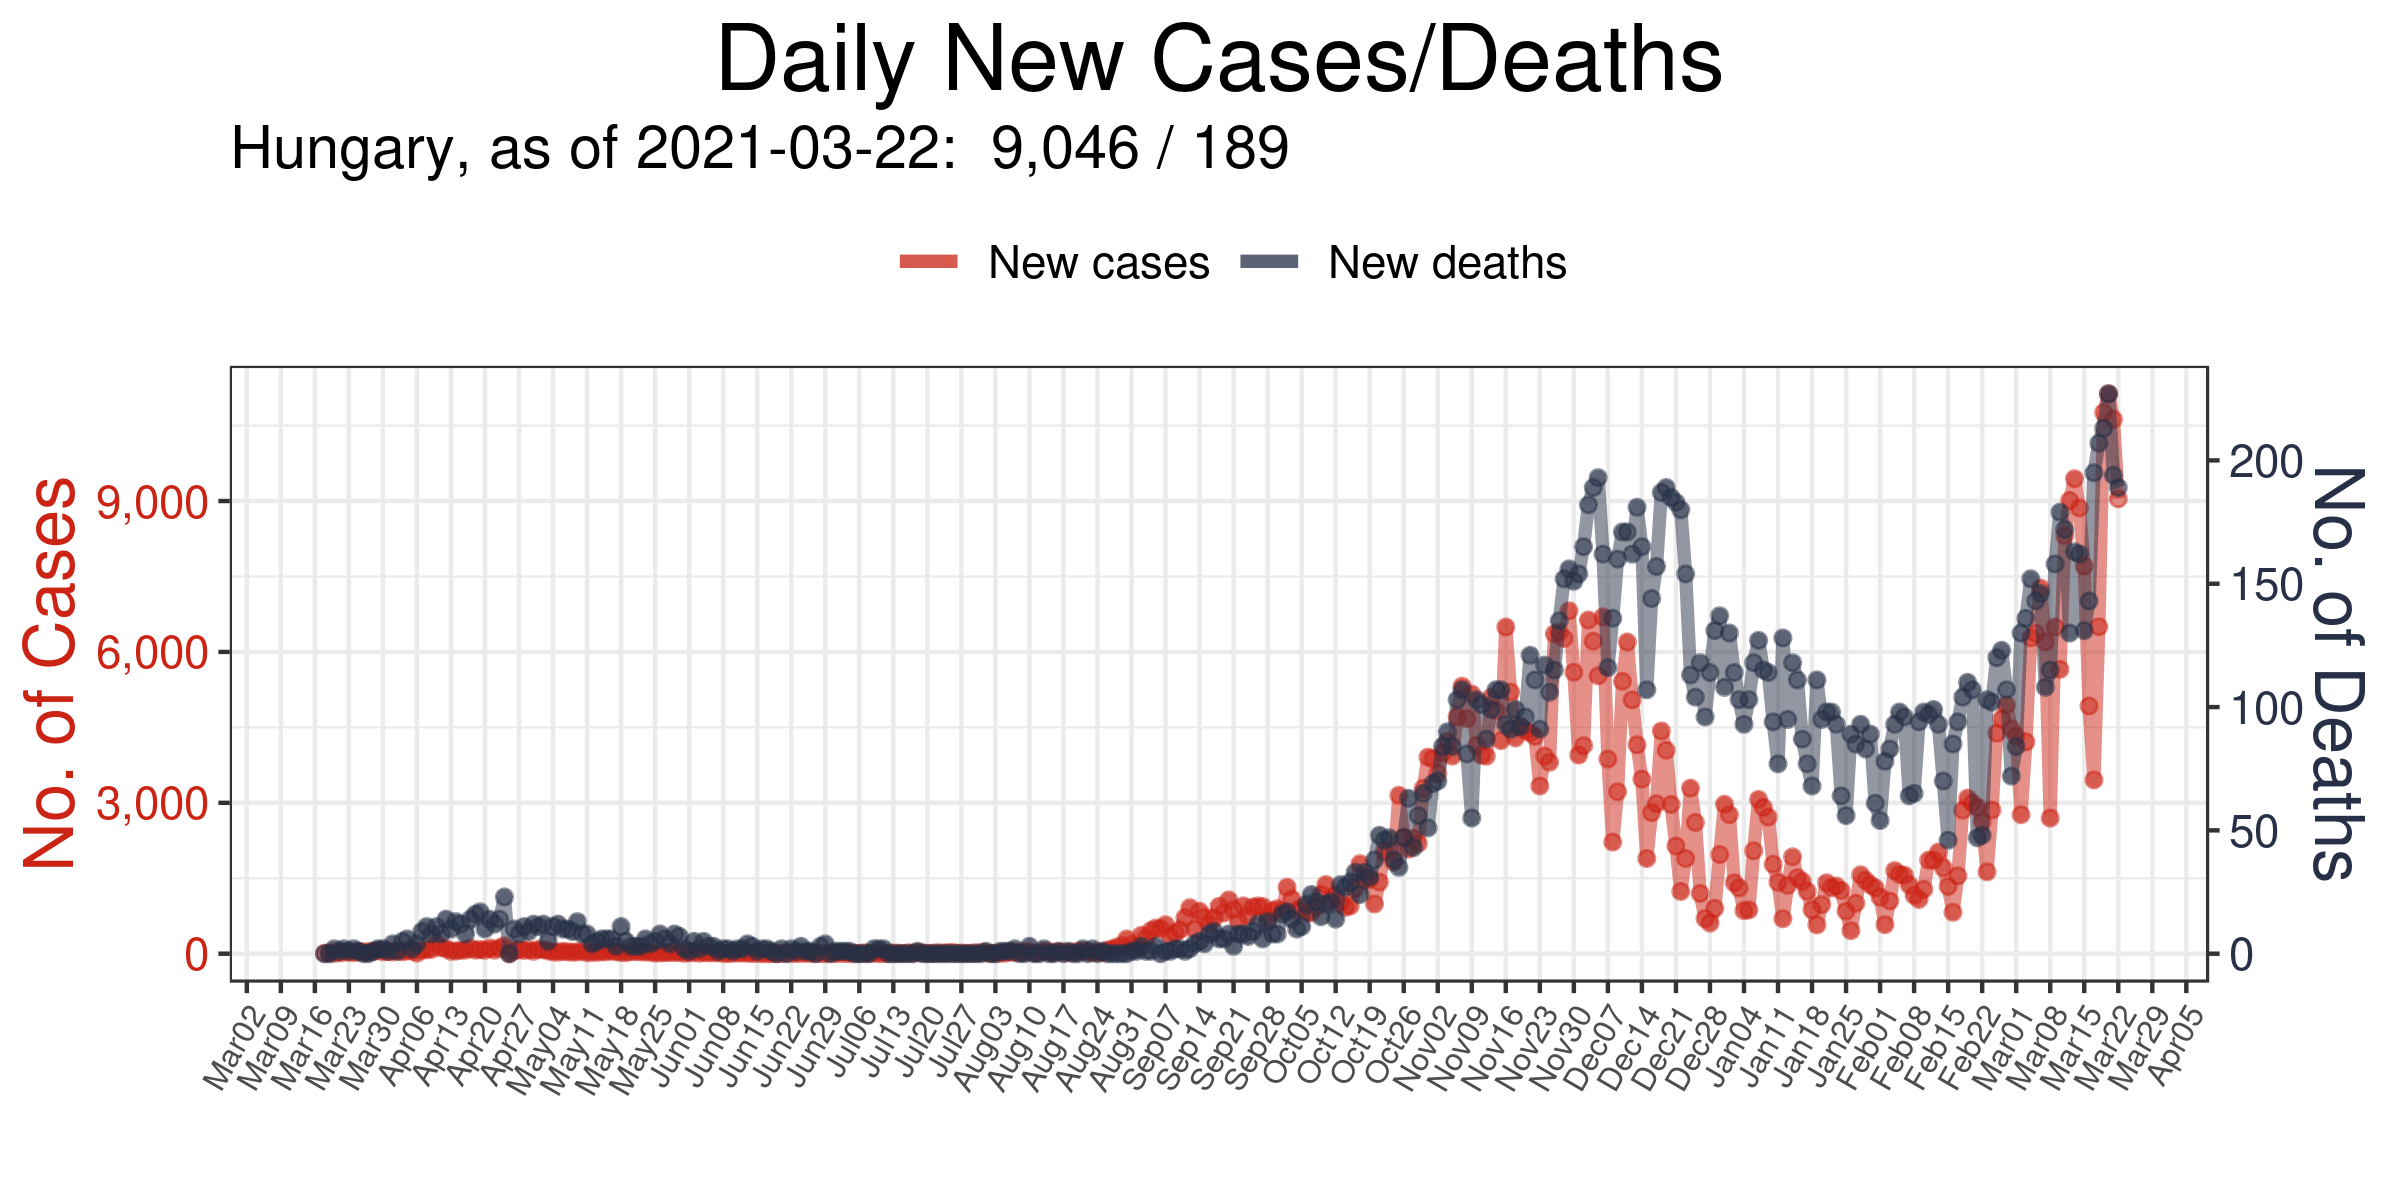 Daily New Cases/Deaths
Hungary, as of 2021-03-22:  9,046 / 189
New cases New deaths
No. of Cases
9,000
6,000
3,000
0
200
150
100
50
0
No. of Deaths
Mar02 Mar09 Mar16 Mar23 Mar30 Apr06 Apr13 Apr20 Apr27 May04 May11 May18 May25 Jun01 Jun08 Jun15 Jun22 Jun29 Jul06 Jul13 Jul20 Jul27 Aug03 Aug10 Aug17 Aug24 Aug31 Sep07 Sep14 Sep21 Sep28 Oct05 Oct12 Oct19 Oct26 Nov02 Nov09 Nov16 Nov23 Nov30 Dec07 Dec14 Dec21 Dec28 Jan04 Jan11 Jan18 Jan25 Feb01 Feb08 Feb15 Feb22 Mar01 Mar08 Mar15 Mar22 Mar29 Apr05